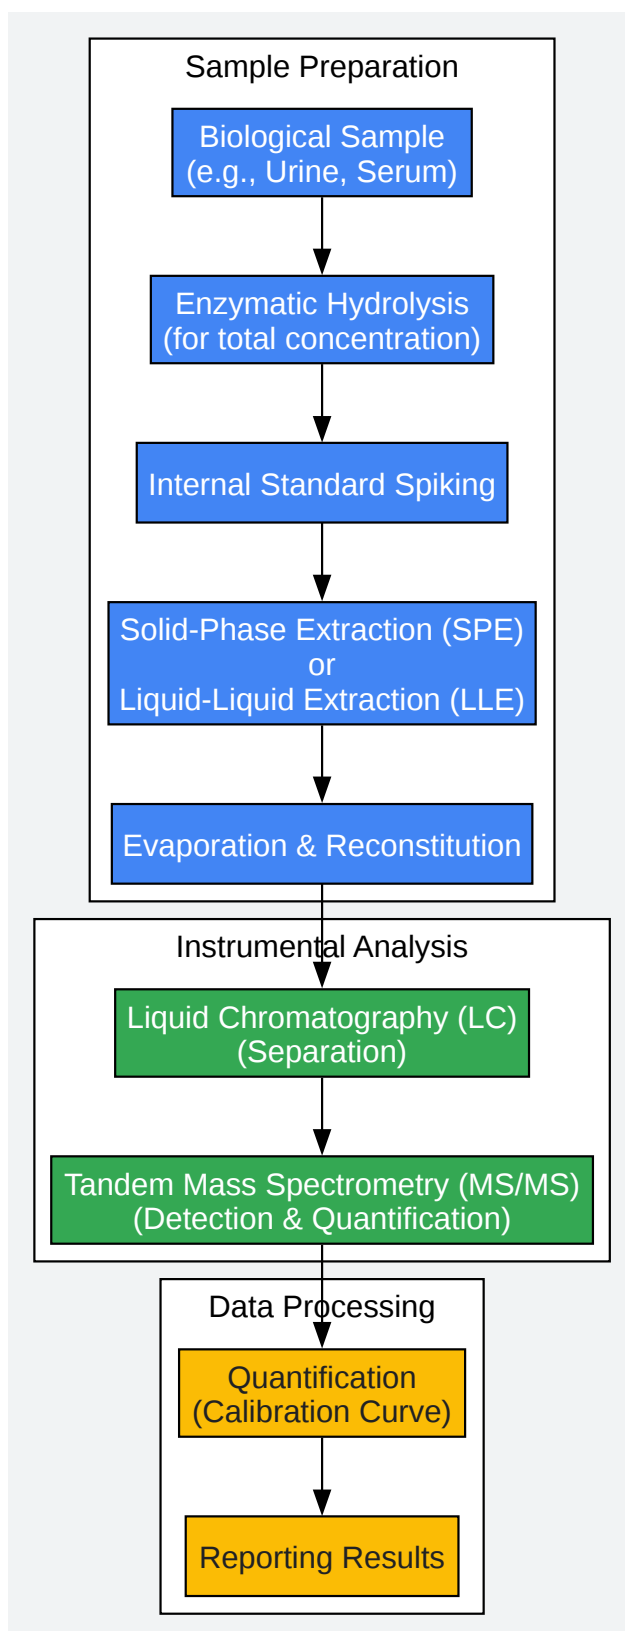 Sample Preparation
Biological Sample
(e.g., Urine, Serum)
Enzymatic Hydrolysis
(for total concentration)
Internal Standard Spiking
Solid-Phase Extraction (SPE)
or
Liquid-Liquid Extraction (LLE)
Evaporation & Reconstitution
Instrumental Analysis
Liquid Chromatography (LC)
(Separation)
Tandem Mass Spectrometry (MS/MS)
(Detection & Quantification)
Data Processing
Quantification
(Calibration Curve)
Reporting Results